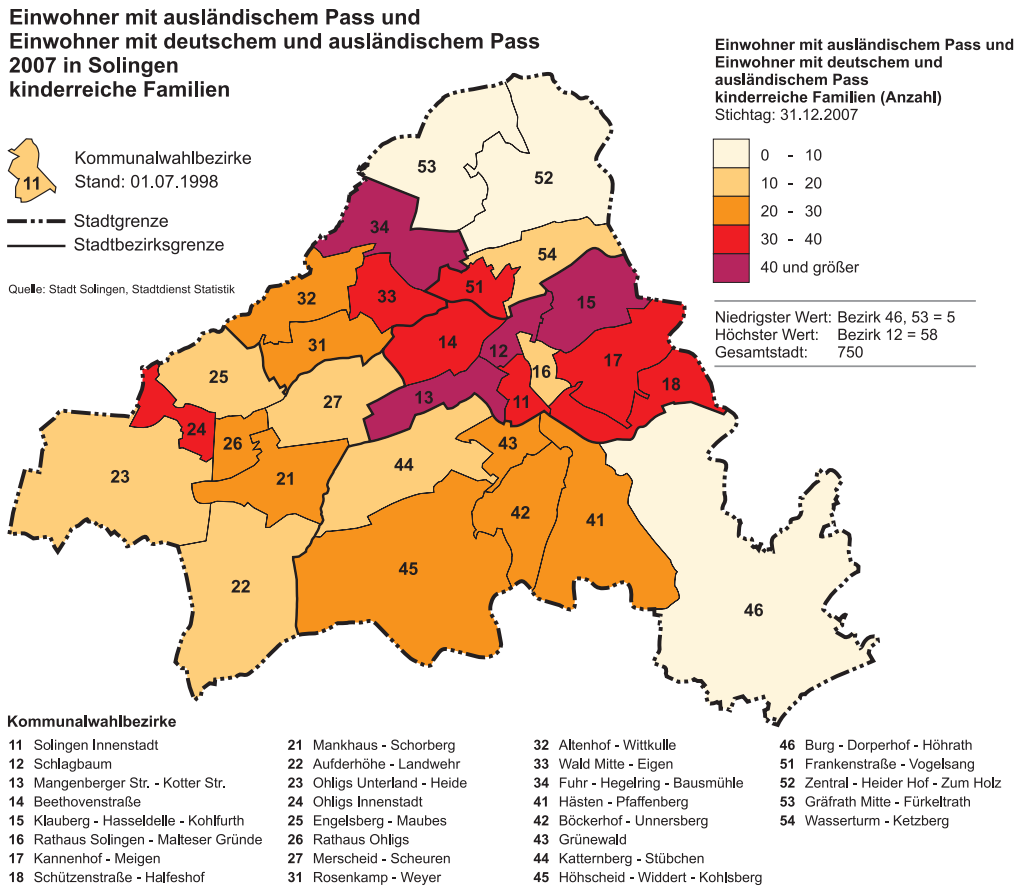 Einwohner mit ausländischem Pass und
Einwohner mit deutschem und ausländischem Pass
2007 in Solingen
kinderreiche Familien
11
Kommunalwahlbezirke
Stand: 01.07.1998
Stadtgrenze
Stadtbezirksgrenze
Quelle: Stadt Solingen, Stadtdienst Statistik
Einwohner mit ausländischem Pass und
Einwohner mit deutschem und
ausländischem Pass
kinderreiche Familien (Anzahl)
Stichtag: 31.12.2007
0 - 10
10 - 20
20 - 30
30 - 40
40 und größer
Niedrigster Wert: Bezirk 46, 53 = 5
Höchster Wert: Bezirk 12 = 58
Gesamtstadt: 750
53
52
34
54
51
32
33
15
31
14
12
17
16
25
18
27
13
11
24
26
43
23
21
44
42
41
45
22
46
Kommunalwahlbezirke
11 Solingen Innenstadt
12 Schlagbaum
13 Mangenberger Str. - Kotter Str.
14 Beethovenstraße
15 Klauberg - Hasseldelle - Kohlfurth
16 Rathaus Solingen - Malteser Gründe
17 Kannenhof - Meigen
18 Schützenstraße - Halfeshof
21 Mankhaus - Schorberg
22 Aufderhöhe - Landwehr
23 Ohligs Unterland - Heide
24 Ohligs Innenstadt
25 Engelsberg - Maubes
26 Rathaus Ohligs
27 Merscheid - Scheuren
31 Rosenkamp - Weyer
32 Altenhof - Wittkulle
33 Wald Mitte - Eigen
34 Fuhr - Hegelring - Bausmühle
41 Hästen - Pfaffenberg
42 Böckerhof - Unnersberg
43 Grünewald
44 Katternberg - Stübchen
45 Höhscheid - Widdert - Kohlsberg
46 Burg - Dorperhof - Höhrath
51 Frankenstraße - Vogelsang
52 Zentral - Heider Hof - Zum Holz
53 Gräfrath Mitte - Fürkeltrath
54 Wasserturm - Ketzberg